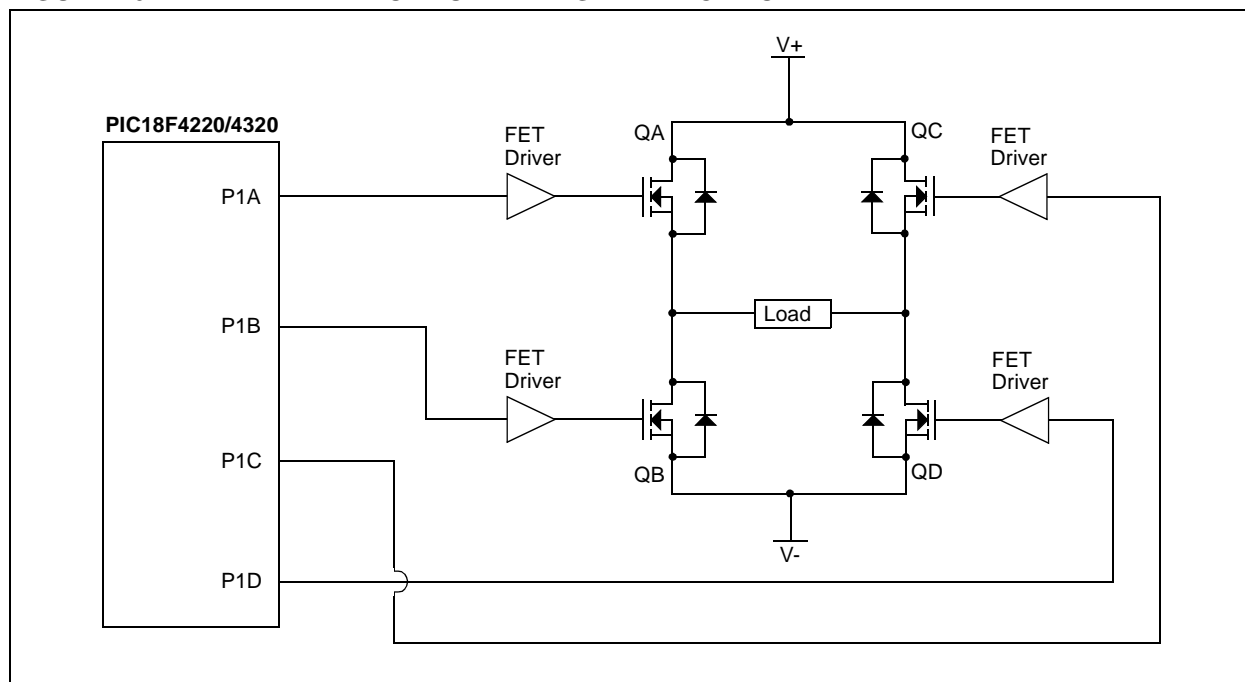 V+
PIC18F4220/4320
FET
Driver
QA
QC
FET
Driver
P1A
P1B
Load
FET
Driver
FET
Driver
P1C
QB
QD
V-
P1D